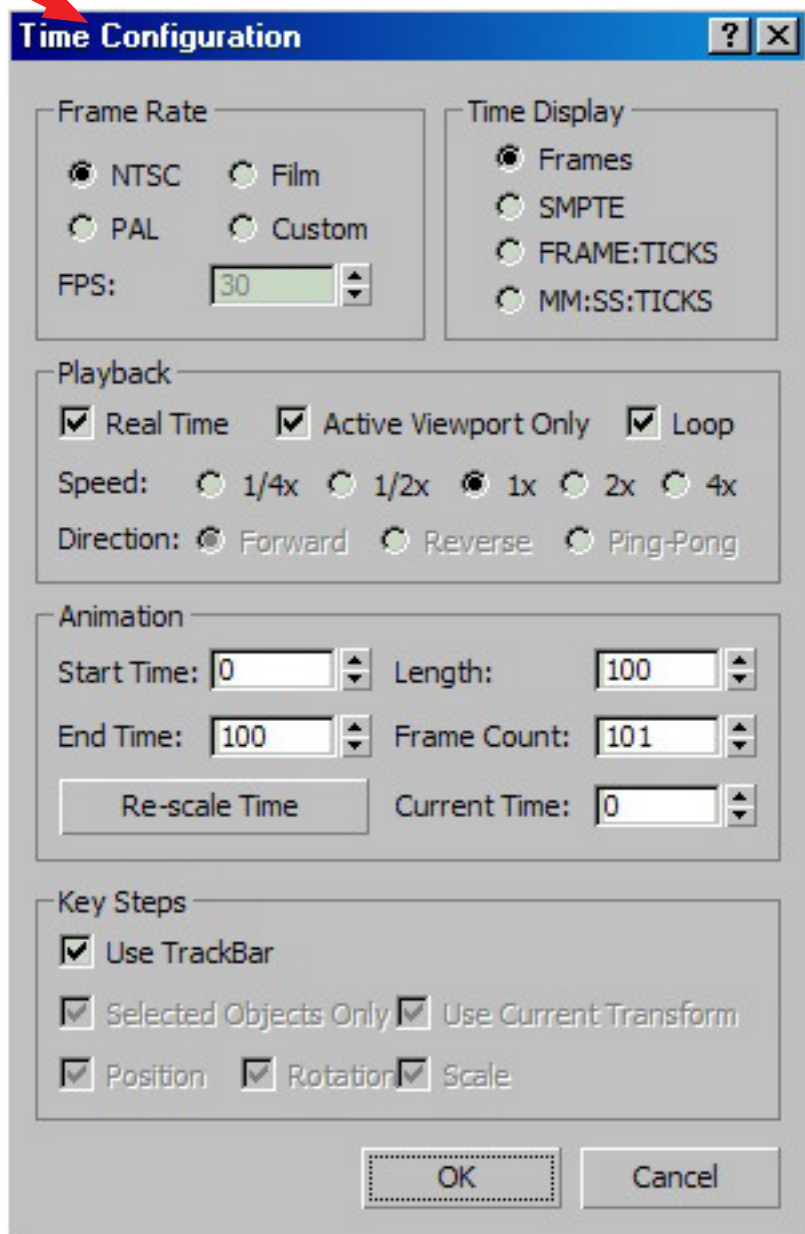 Time Configuration
Frame Rate
NTSC Film
PAL Custom
FPS: 30
Time Display
Frames
SMPTE
FRAME:TICKS
MM:SS:TICKS
Playback
Real Time Active Viewport Only Loop
Speed: 1/4x 1/2x 1x 2x 4x
Direction: Forward Reverse Ping-Pong
Animation
Start Time: 0 Length: 100
End Time: 100 Frame Count: 101
Re-scale Time Current Time: 0
Key Steps
Use TrackBar
Selected Objects Only Use Current Transform
Position Rotation Scale
OK Cancel